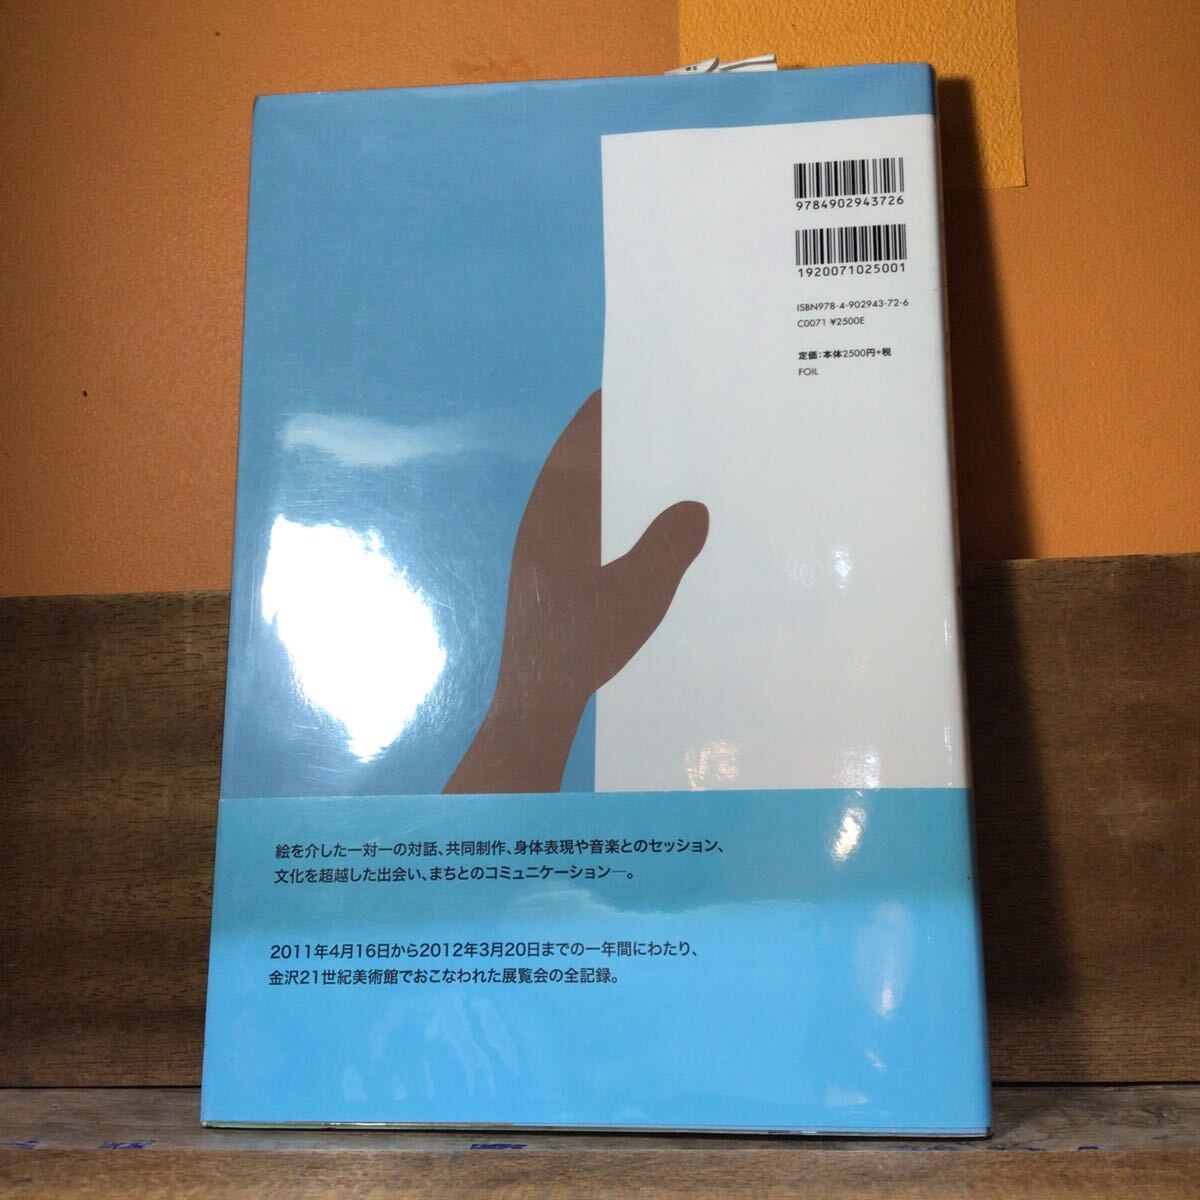 9784902943726
1920071025001
ISBN978-4-902943-72-6
C0071 ¥2500E
定価:本体2500円+税
FOIL
絵を介した一対一の対話、共同制作、身体表現や音楽とのセッション、
文化を超越した出会い、まちとのコミュニケーション―。
2011年4月16日から2012年3月20日までの一年間にわたり、
金沢21世紀美術館でおこなわれた展覧会の全記録。